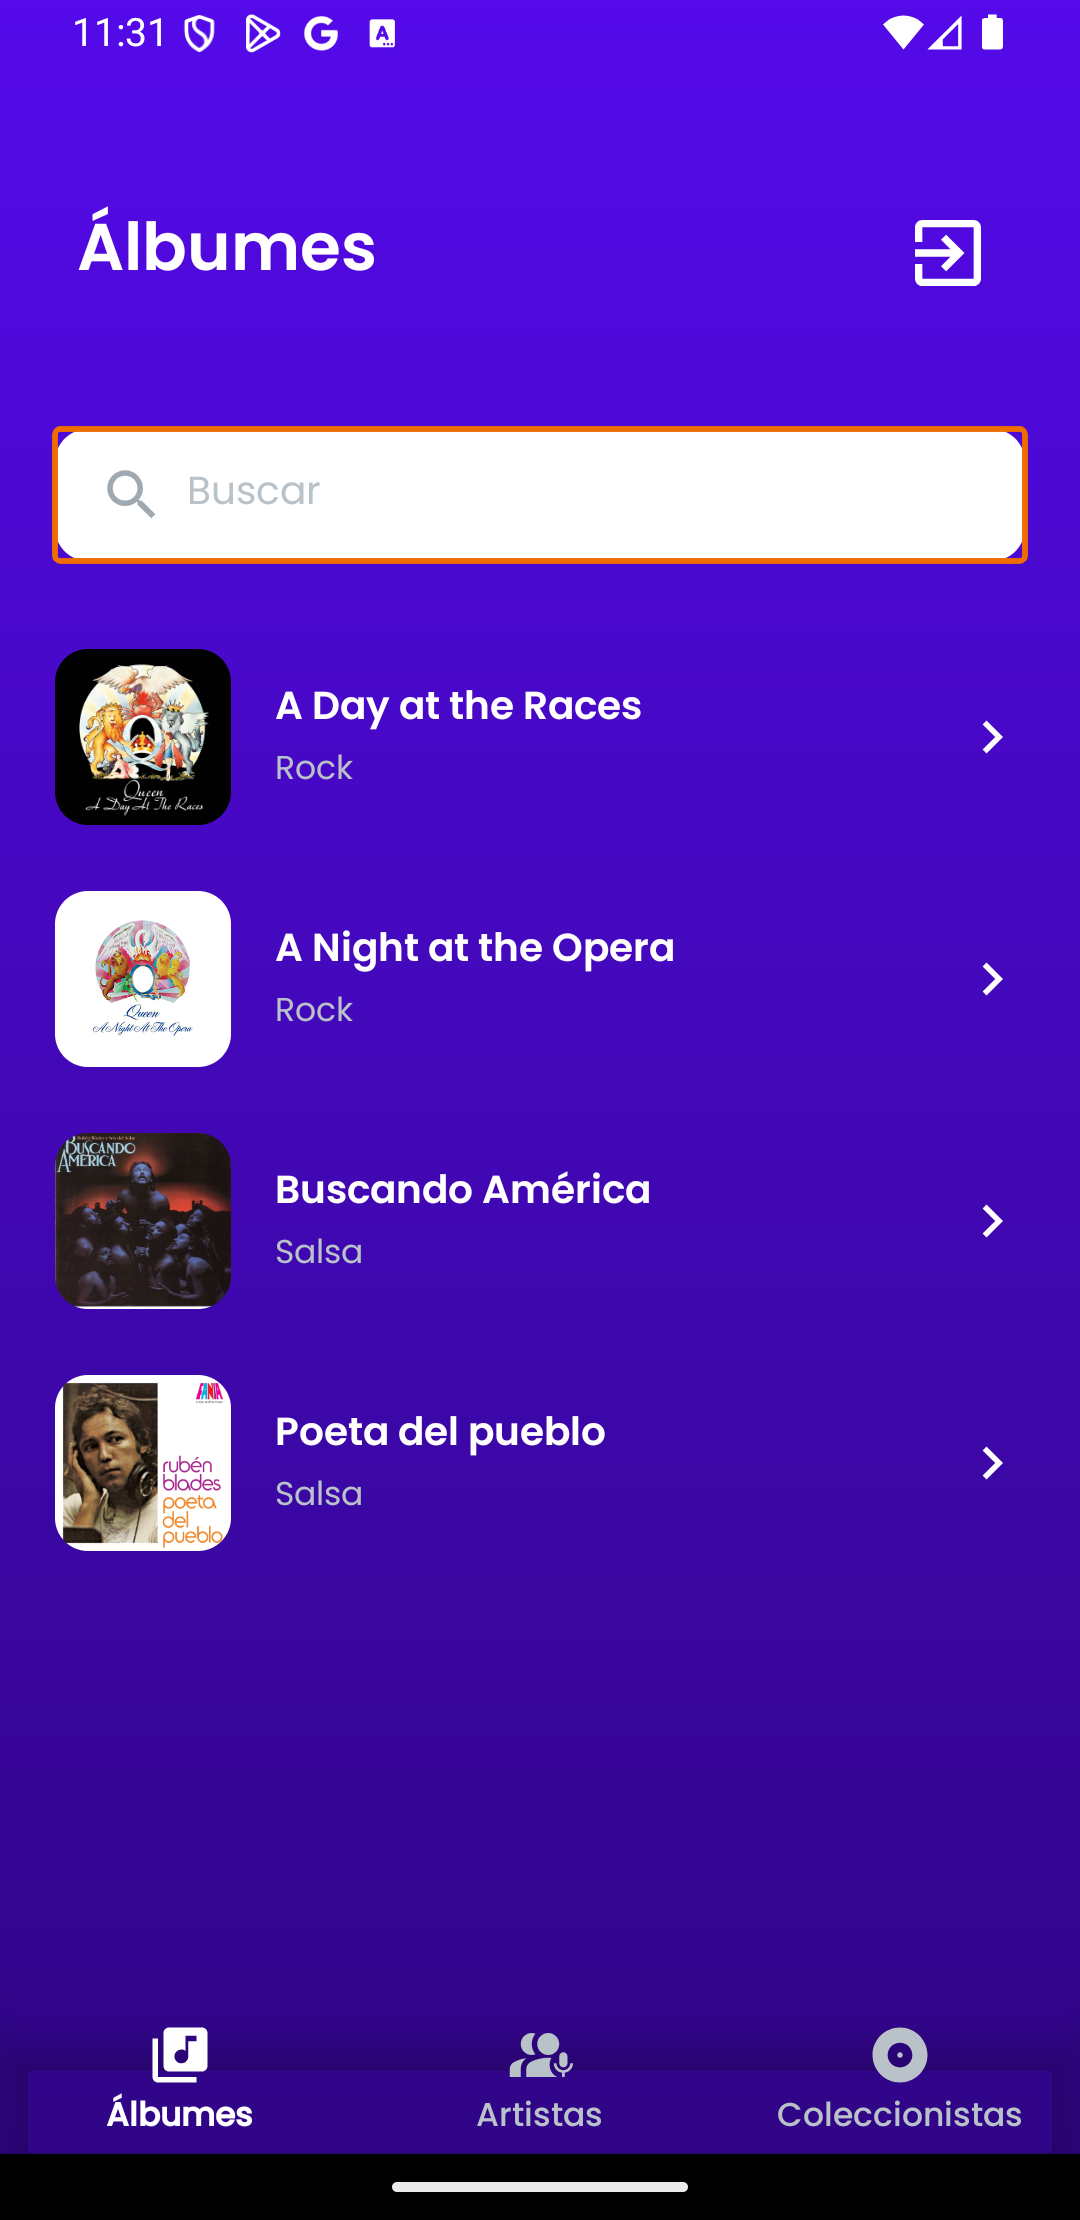 11:31
Álbumes
Buscar
Queen
A Day At The Races
A Day at the Races
Rock
Queen
A Night At The Opera
A Night at the Opera
Rock
BUSCANDO
AMERICA
Buscando América
Salsa
FANIA
rubén
blades
poeta
del
pueblo
Poeta del pueblo
Salsa
Álbumes
Artistas
Coleccionistas